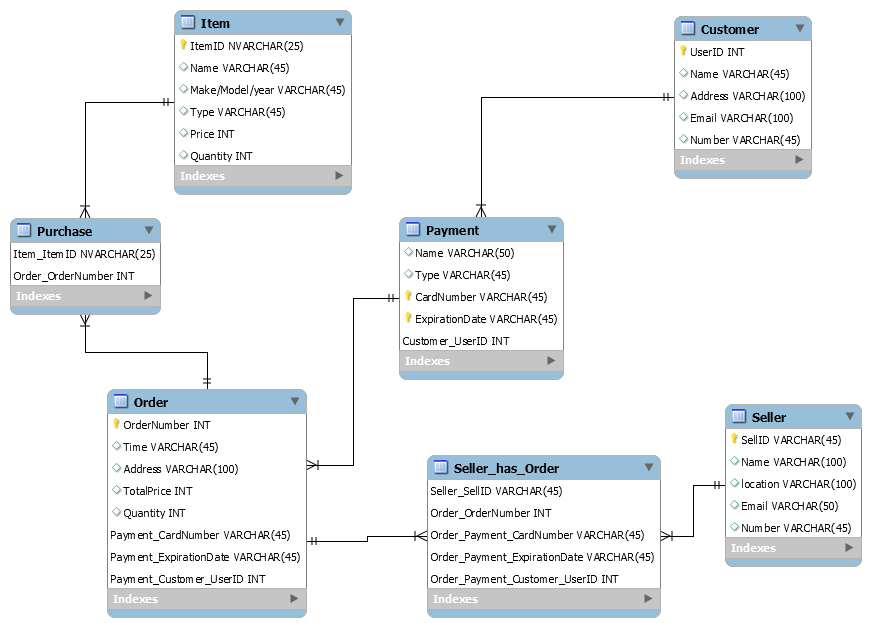 Item
ItemID NVARCHAR(25)
Name VARCHAR(45)
Make/Model/year VARCHAR(45)
Type VARCHAR(45)
Price INT
Quantity INT
Indexes
Customer
UserID INT
Name VARCHAR(45)
Address VARCHAR(100)
Email VARCHAR(100)
Number VARCHAR(45)
Indexes
Purchase
Item_ItemID NVARCHAR(25)
Order_OrderNumber INT
Indexes
Payment
Name VARCHAR(50)
Type VARCHAR(45)
CardNumber VARCHAR(45)
ExpirationDate VARCHAR(45)
Customer_UserID INT
Indexes
Order
OrderNumber INT
Time VARCHAR(45)
Address VARCHAR(100)
TotalPrice INT
Quantity INT
Payment_CardNumber VARCHAR(45)
Payment_ExpirationDate VARCHAR(45)
Payment_Customer_UserID INT
Indexes
Seller_has_Order
Seller_SellID VARCHAR(45)
Order_OrderNumber INT
Order_Payment_CardNumber VARCHAR(45)
Order_Payment_ExpirationDate VARCHAR(45)
Order_Payment_Customer_UserID INT
Indexes
Seller
SellID VARCHAR(45)
Name VARCHAR(100)
location VARCHAR(100)
Email VARCHAR(50)
Number VARCHAR(45)
Indexes